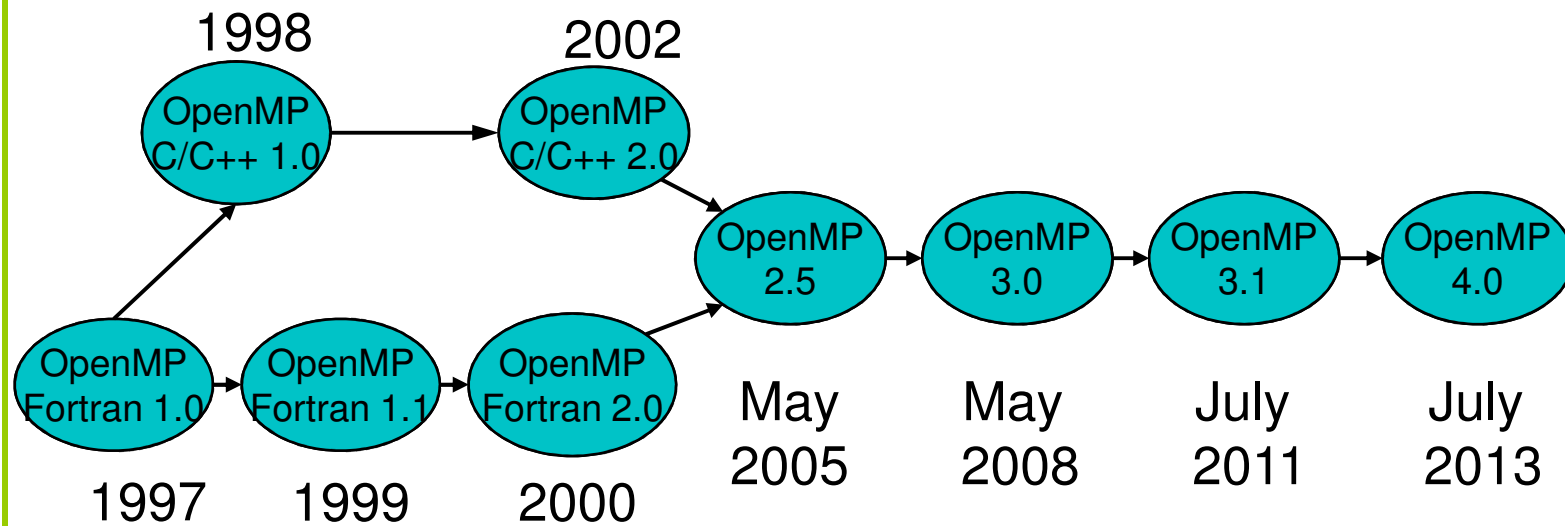 1998
2002
OpenMP
C/C++ 1.0
OpenMP
C/C++ 2.0
OpenMP
2.5
OpenMP
3.0
OpenMP
3.1
OpenMP
4.0
OpenMP
Fortran 1.0
OpenMP
Fortran 1.1
OpenMP
Fortran 2.0
May
2005
May
2008
July
2011
July
2013
1997
1999
2000